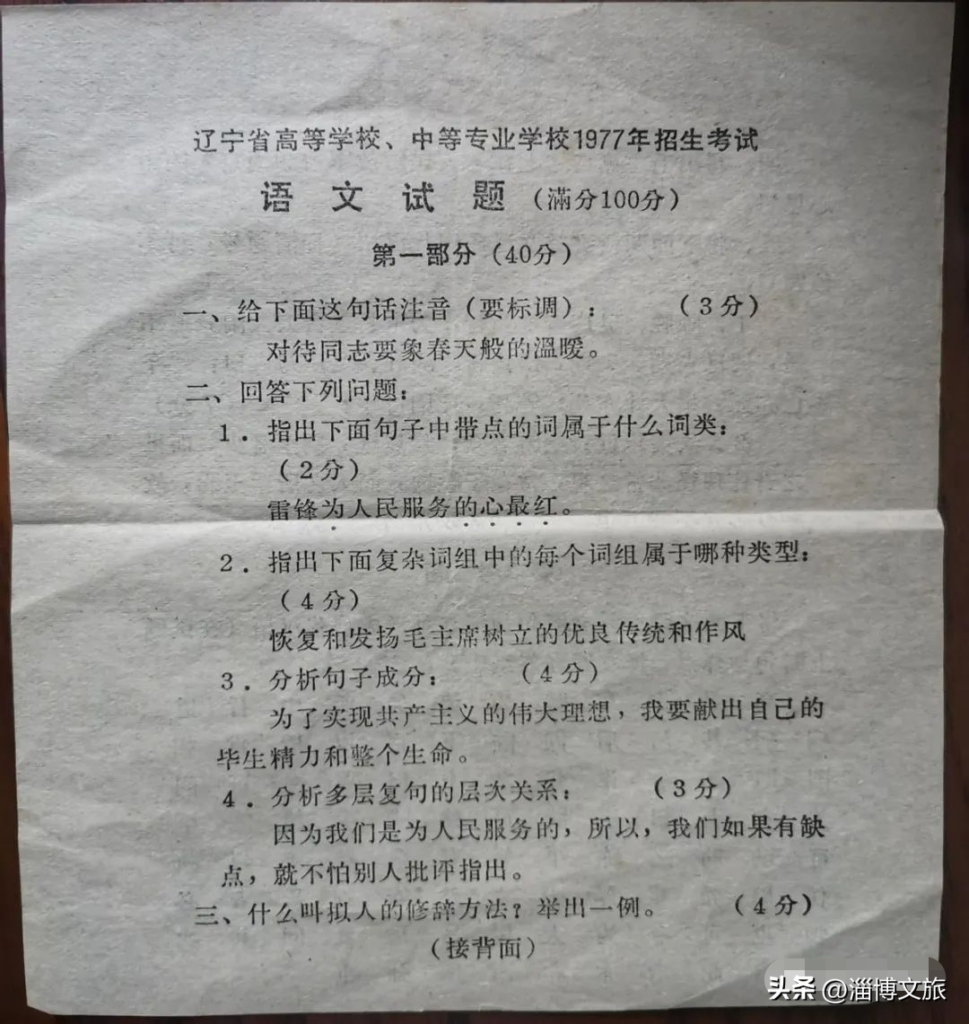 辽宁省高等学校、中等专业学校1977年招生考试
语文试题（滿分100分）
第一部分（40分）
一、给下面这句话注音（要标调）： （3分）
对待同志要象春天般的溫暖。
二、回答下列问题：
1．指出下面句子中带点的词属于什么词类：
（2分）
雷锋为人民服务的心最红。
2．指出下面复杂词组中的每个词组属于哪种类型：
（4分）
恢复和发扬毛主席树立的优良传统和作风
3．分析句子成分： （4分）
为了实现共产主义的伟大理想，我要献出自己的
毕生精力和整个生命。
4．分析多层复句的层次关系： （3分）
因为我们是为人民服务的，所以，我们如果有缺
点，就不怕别人批评指出。
三、什么叫拟人的修辞方法？举出一例。 （4分）
（接背面）
头条 @淄博文旅